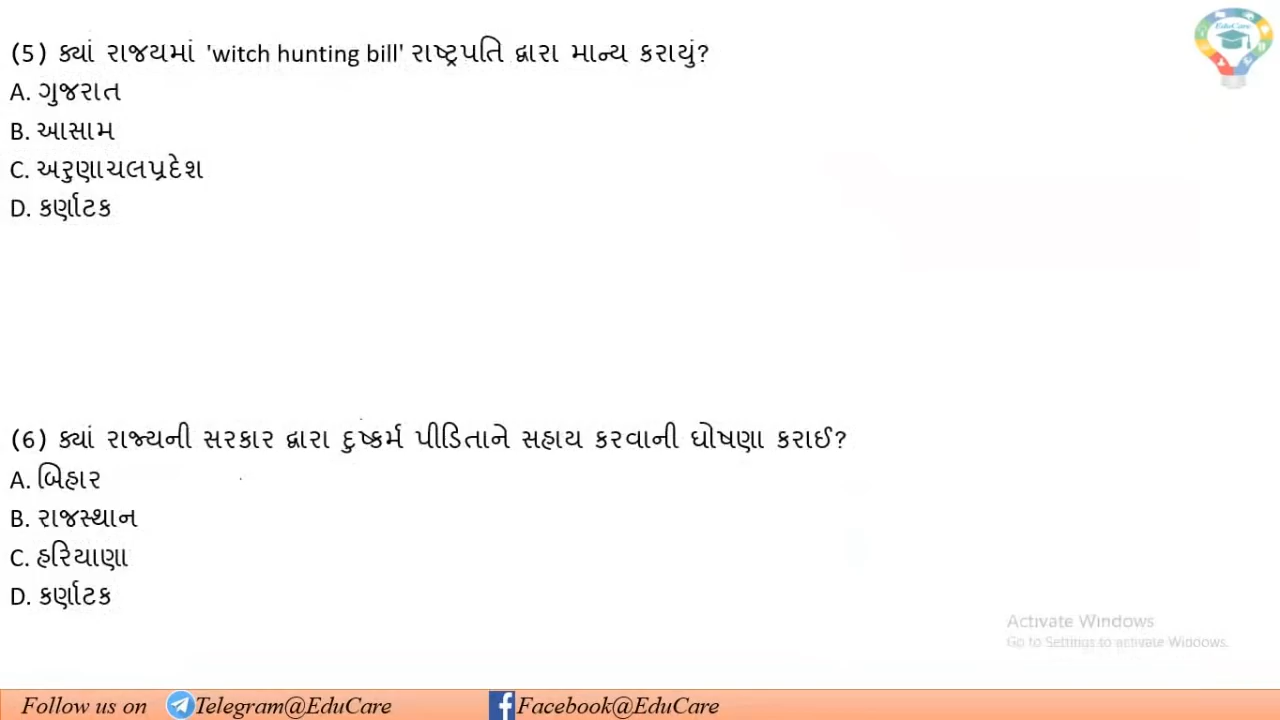 (5) ક્યાં રાજયમાં 'witch hunting bill' રાષ્ટ્રપતિ દ્વારા માન્ય કરાયું?
A. ગુજરાત
B. આસામ
C. અરુણાચલપ્રદેશ
D. કર્ણાટક
(6) ક્યાં રાજ્યની સરકાર દ્વારા દુષ્કર્મ પીડિતાને સહાય કરવાની ઘોષણા કરાઈ?
A. બિહાર
B. રાજસ્થાન
C. હરિયાણા
D. કર્ણાટક
EduCare
Activate Windows
Go to Settings to activate Windows.
Follow us on Telegram@EduCare Facebook@EduCare